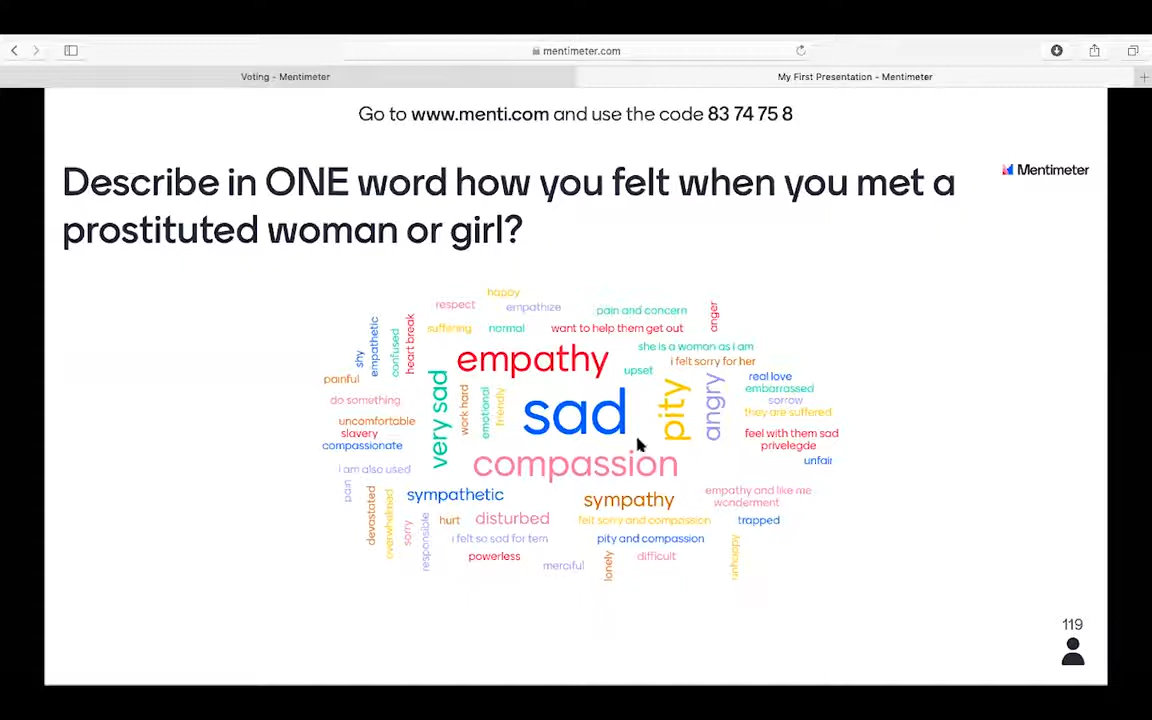 mentimeter.com
Voting - Mentimeter
My First Presentation - Mentimeter
Go to www.menti.com and use the code 83 74 75 8
Mentimeter
Describe in ONE word how you felt when you met a
prostituted woman or girl?
happy
respect
empathize
pain and concern
anger
suffering
normal
want to help them get out
shy
empathetic
confused
heart break
empathy
she is a woman as i am
i felt sorry for her
upset
painful
real love
embarrassed
do something
very sad
work hard
emotional
friendly
sad
pity
angry
sorrow
they are suffered
uncomfortable
slavery
compassionate
feel with them sad
privelegde
unfair
compassion
i am also used
pain
devastated
overwhelmed
sorry
responsible
sympathetic
sympathy
empathy and like me
wonderment
hurt
disturbed
felt sorry and compassion
trapped
i felt so sad for tem
pity and compassion
unhappy
powerless
merciful
lonely
difficult
119